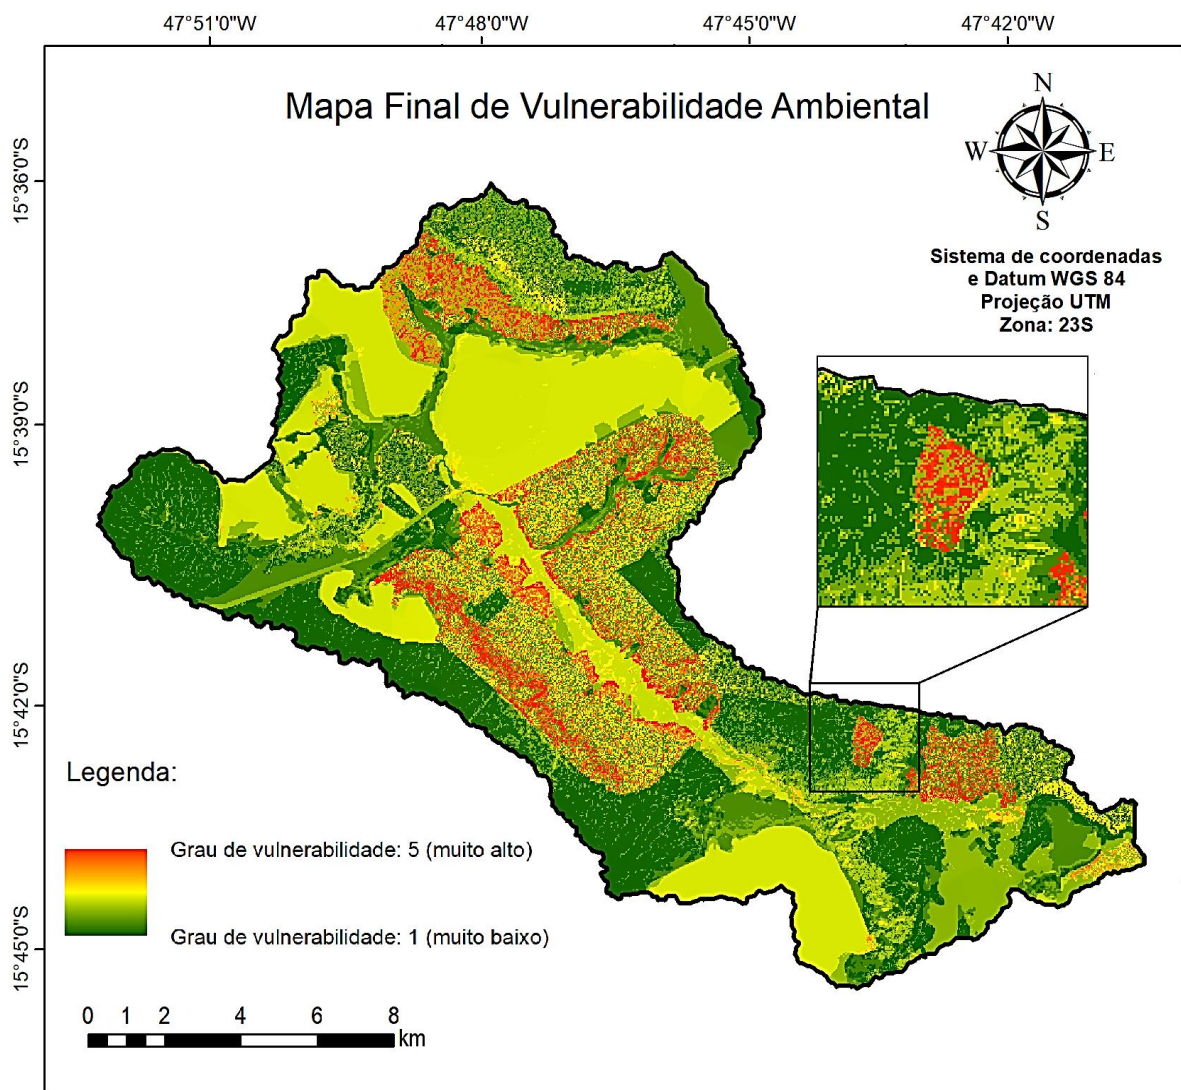 47°51'0"W 47°48'0"W 47°45'0"W 47°42'0"W
Mapa Final de Vulnerabilidade Ambiental
N
W E
S
15°36'0"S
Sistema de coordenadas
e Datum WGS 84
Projeção UTM
Zona: 23S
15°39'0"S
15°42'0"S
Legenda:
Grau de vulnerabilidade: 5 (muito alto)
Grau de vulnerabilidade: 1 (muito baixo)
15°45'0"S
0 1 2 4 6 8
km